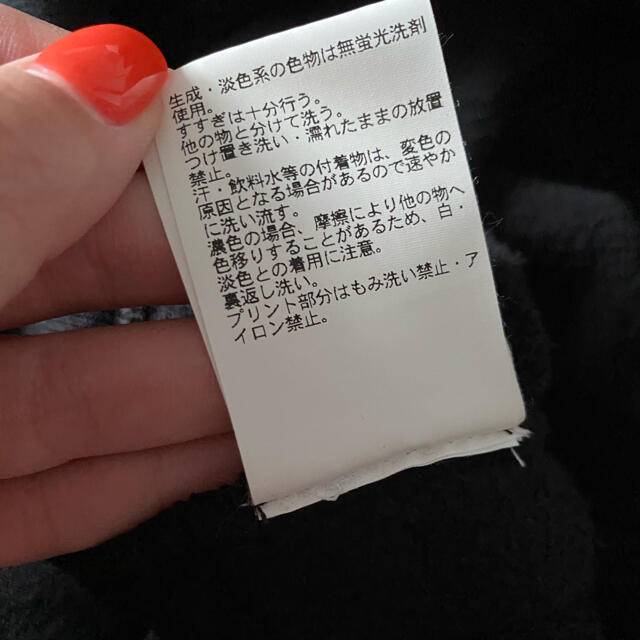 生成・淡色系の色物は無蛍光洗剤
使用。
すすぎは十分行う。
他の物と分けて洗う。
つけ置き洗い・濡れたままの放置
禁止。
汗・飲料水等の付着物は、変色の
原因となる場合があるので速やか
に洗い流す。
濃色の場合、摩擦により他の物へ
色移りすることがあるため、白・
淡色との着用に注意。
裏返し洗い。
プリント部分はもみ洗い禁止・ア
イロン禁止。